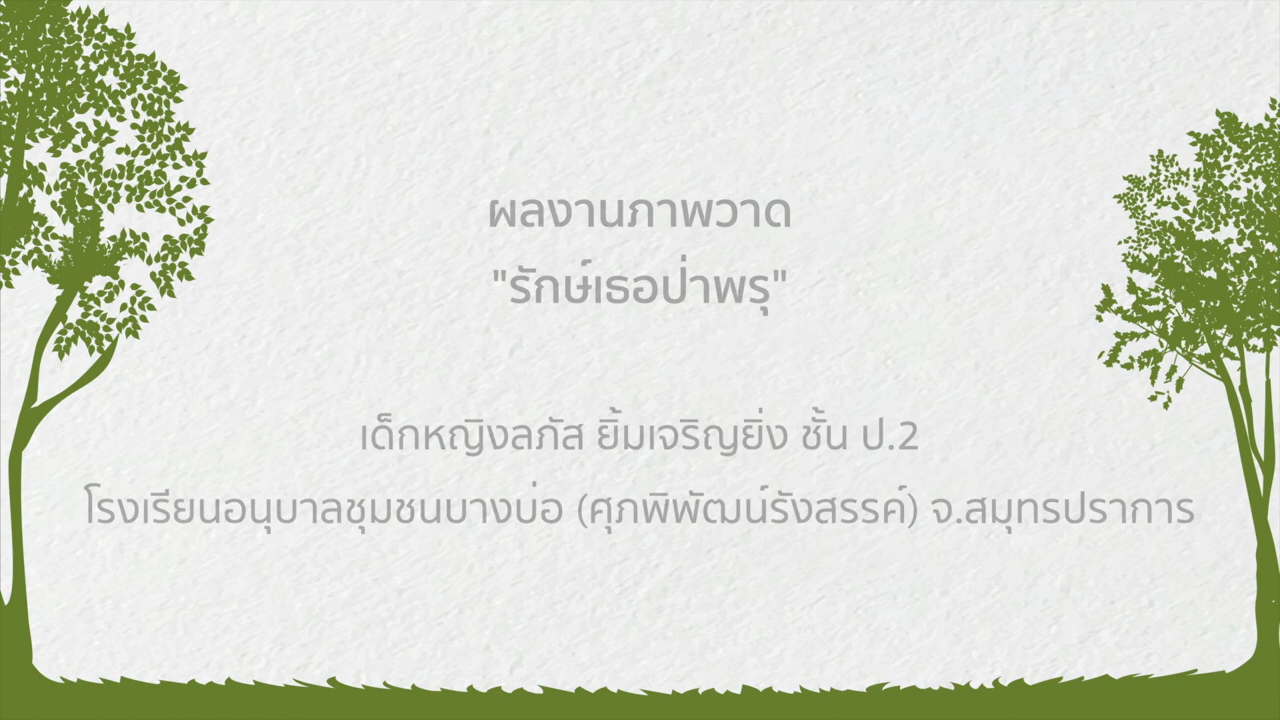 ผลงานภาพวาด
"รักษ์เธอป่าพรุ"
เด็กหญิงลภัส ยิ้มเจริญยิ่ง ชั้น ป.2
โรงเรียนอนุบาลชุมชนบางบ่อ (ศุภพิพัฒน์รังสรรค์) จ.สมุทรปราการ